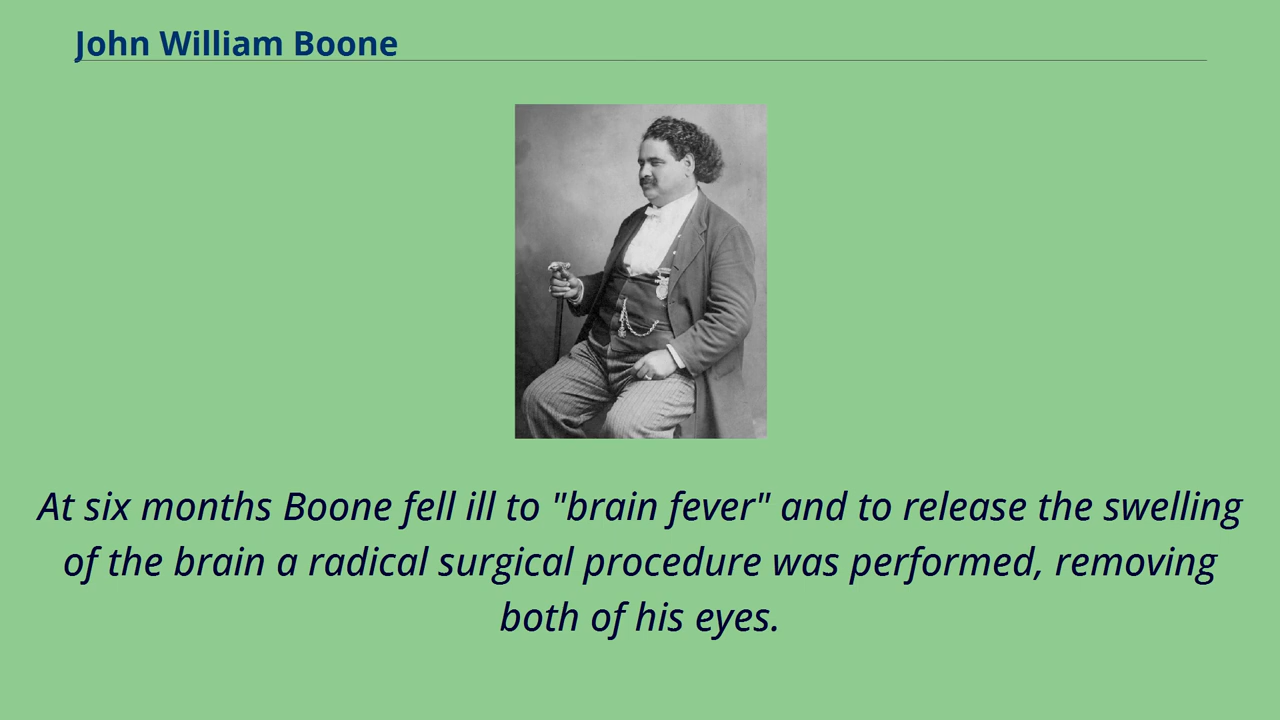 John William Boone
At six months Boone fell ill to "brain fever" and to release the swelling
of the brain a radical surgical procedure was performed, removing
both of his eyes.